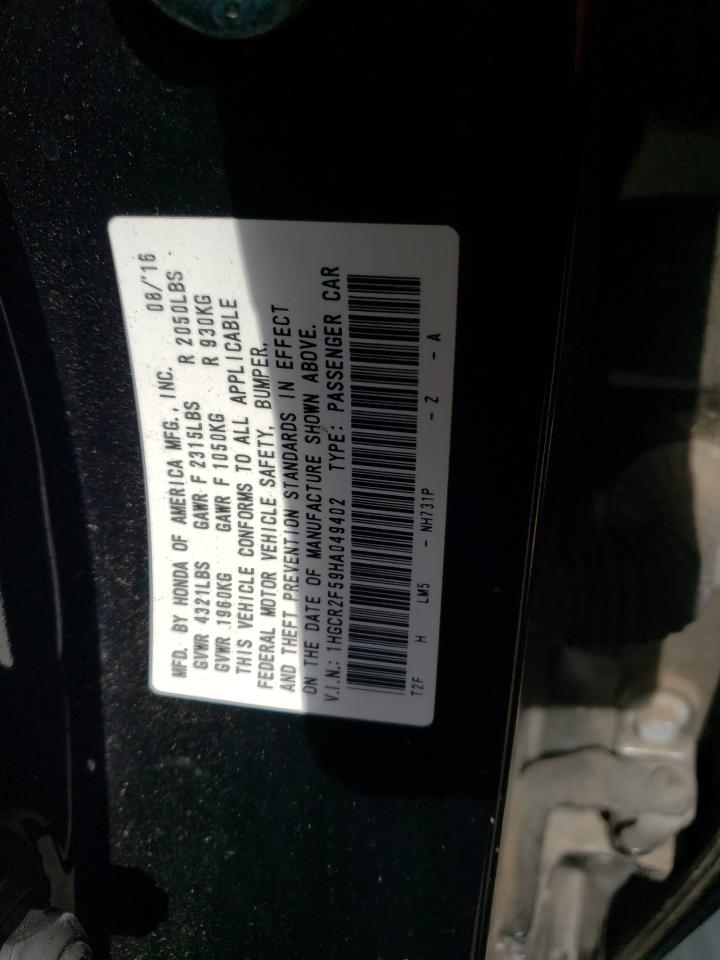 MFD. BY HONDA OF AMERICA MFG., INC. 08/'16
GVWR 4321LBS GAWR F 2315LBS R 2050LBS
GVWR 1960KG GAWR F 1050KG R 930KG
THIS VEHICLE CONFORMS TO ALL APPLICABLE
FEDERAL MOTOR VEHICLE SAFETY, BUMPER,
AND THEFT PREVENTION STANDARDS IN EFFECT
ON THE DATE OF MANUFACTURE SHOWN ABOVE.
V.I.N.: 1HGCR2F59HA049402 TYPE: PASSENGER CAR
T2F H LM5 - NH731P - Z - A